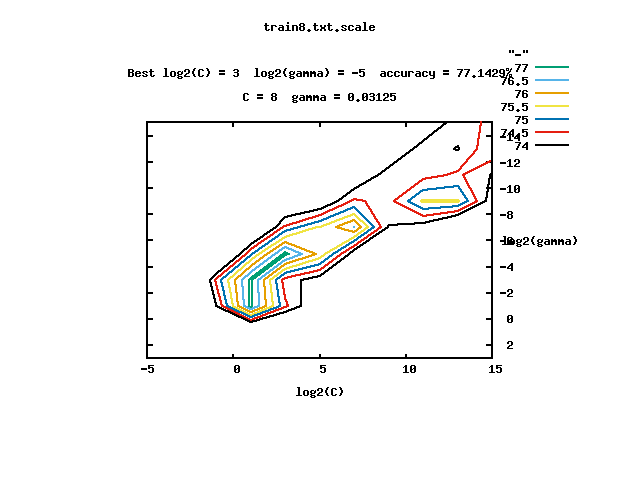 train8.txt.scale
"-"
Best log2(C) = 3  log2(gamma) = -5  accuracy = 77.1429%
77
76.5
C = 8  gamma = 0.03125
76
75.5
75
74.5
74
-14
-12
-10
-8
-6
log2(gamma)
-4
-2
0
2
-5 0 5 10 15
log2(C)